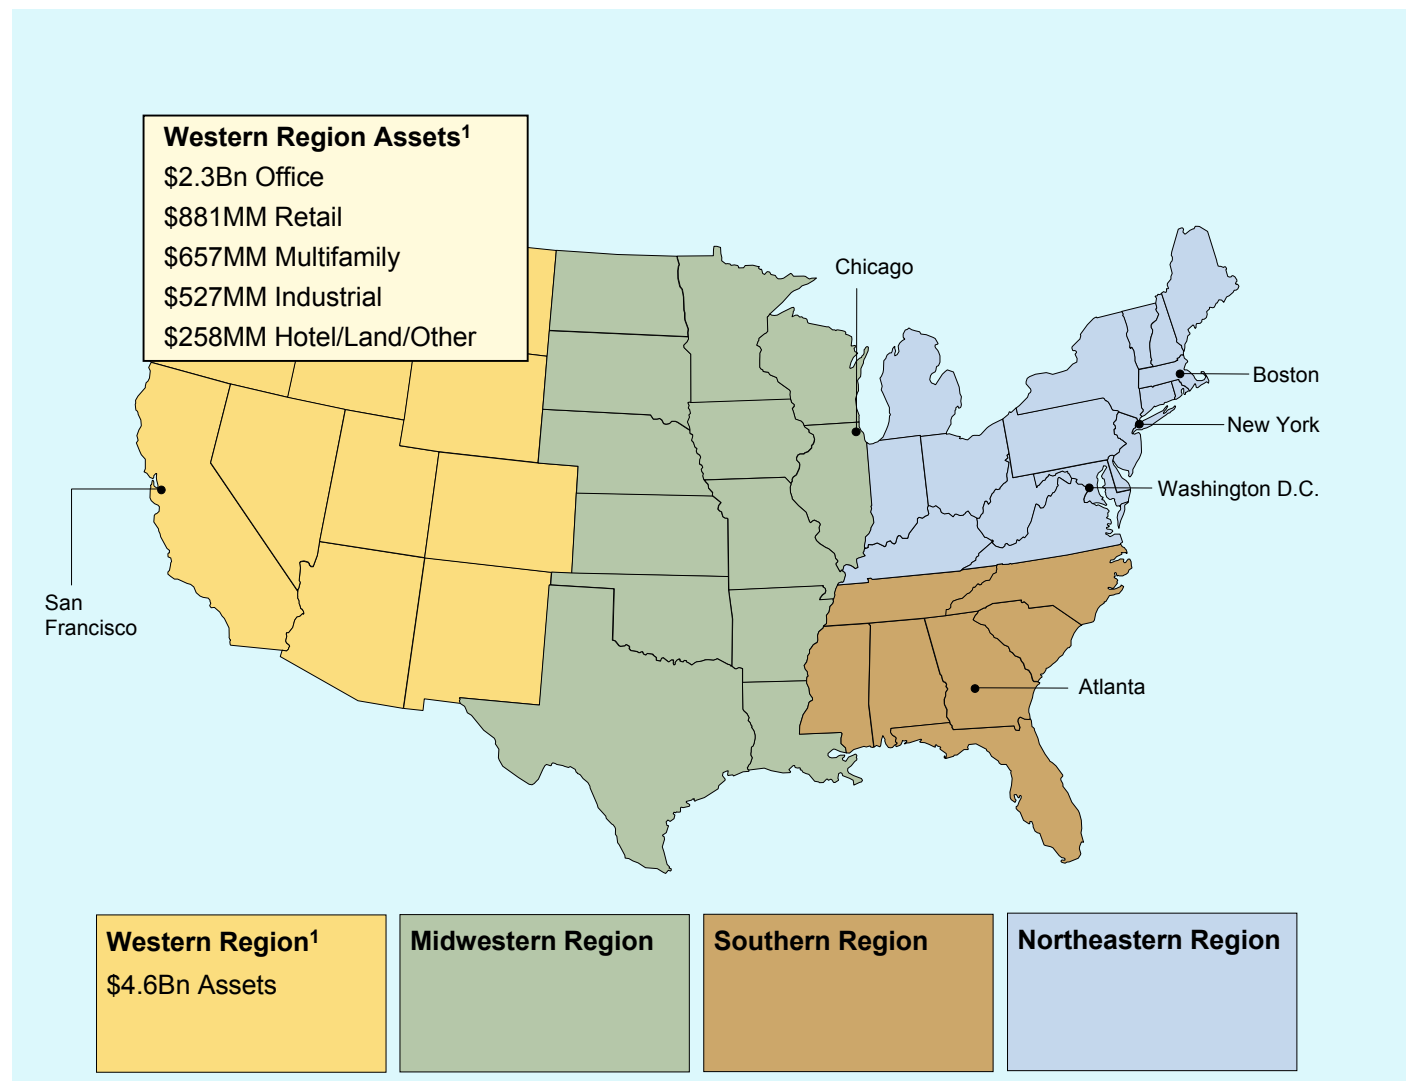 Western Region Assets¹
$2.3Bn Office
$881MM Retail
$657MM Multifamily
$527MM Industrial
$258MM Hotel/Land/Other
Chicago
Boston
New York
Washington D.C.
San
Francisco
Atlanta
Western Region¹
$4.6Bn Assets
Midwestern Region
Southern Region
Northeastern Region